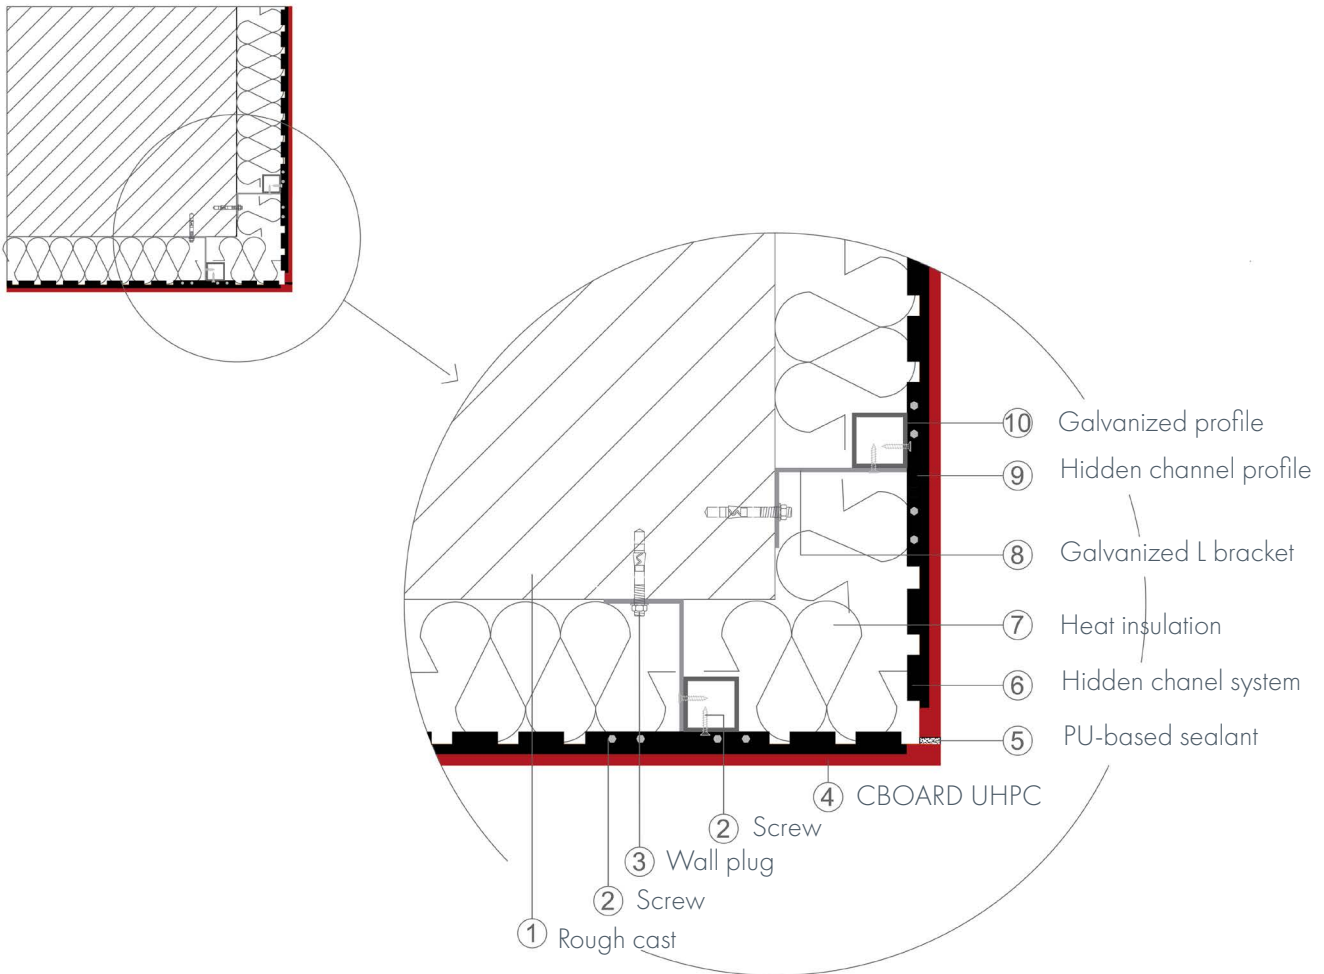 10 Galvanized profile
9 Hidden channel profile
8 Galvanized L bracket
7 Heat insulation
6 Hidden chanel system
5 PU-based sealant
4 CBOARD UHPC
2 Screw
3 Wall plug
2 Screw
1 Rough cast